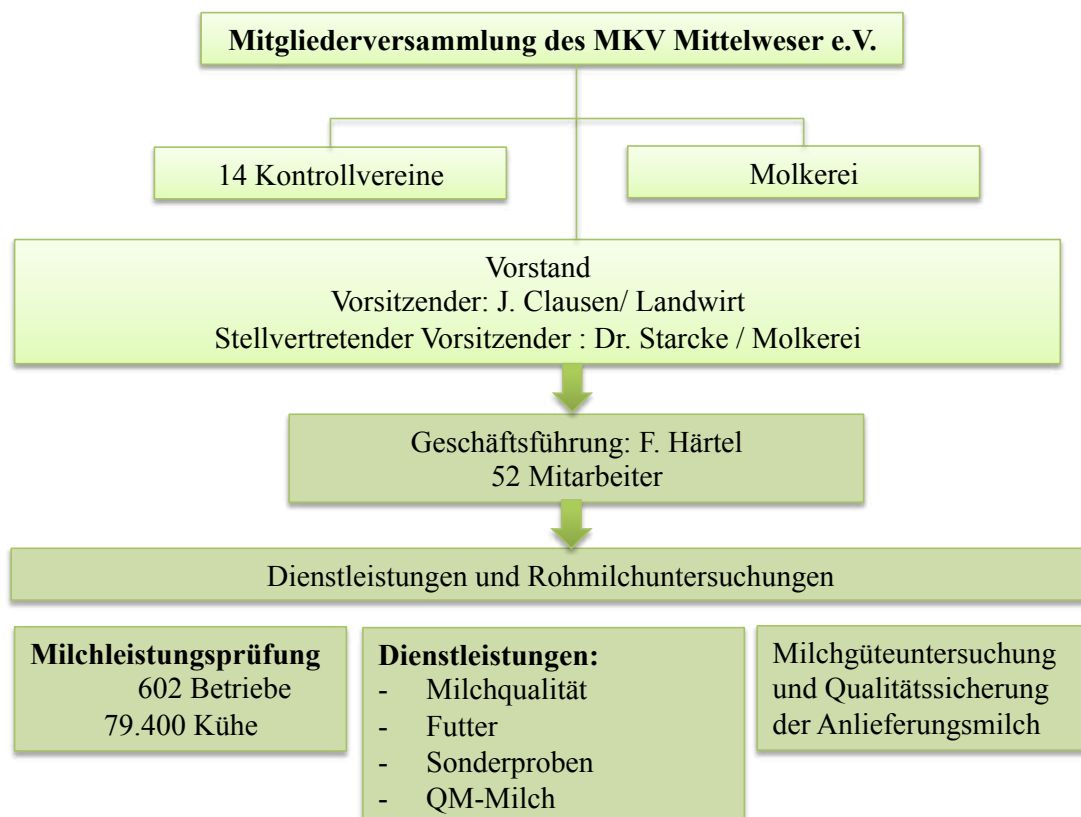 Mitgliederversammlung des MKV Mittelweser e.V.
14 Kontrollvereine
Molkerei
Vorstand
Vorsitzender: J. Clausen/ Landwirt
Stellvertretender Vorsitzender : Dr. Starcke / Molkerei
Geschäftsführung: F. Härtel
52 Mitarbeiter
Dienstleistungen und Rohmilchuntersuchungen
Milchleistungsprüfung
602 Betriebe
79.400 Kühe
Dienstleistungen:
- Milchqualität
- Futter
- Sonderproben
- QM-Milch
Milchgüteuntersuchung
und Qualitätssicherung
der Anlieferungsmilch